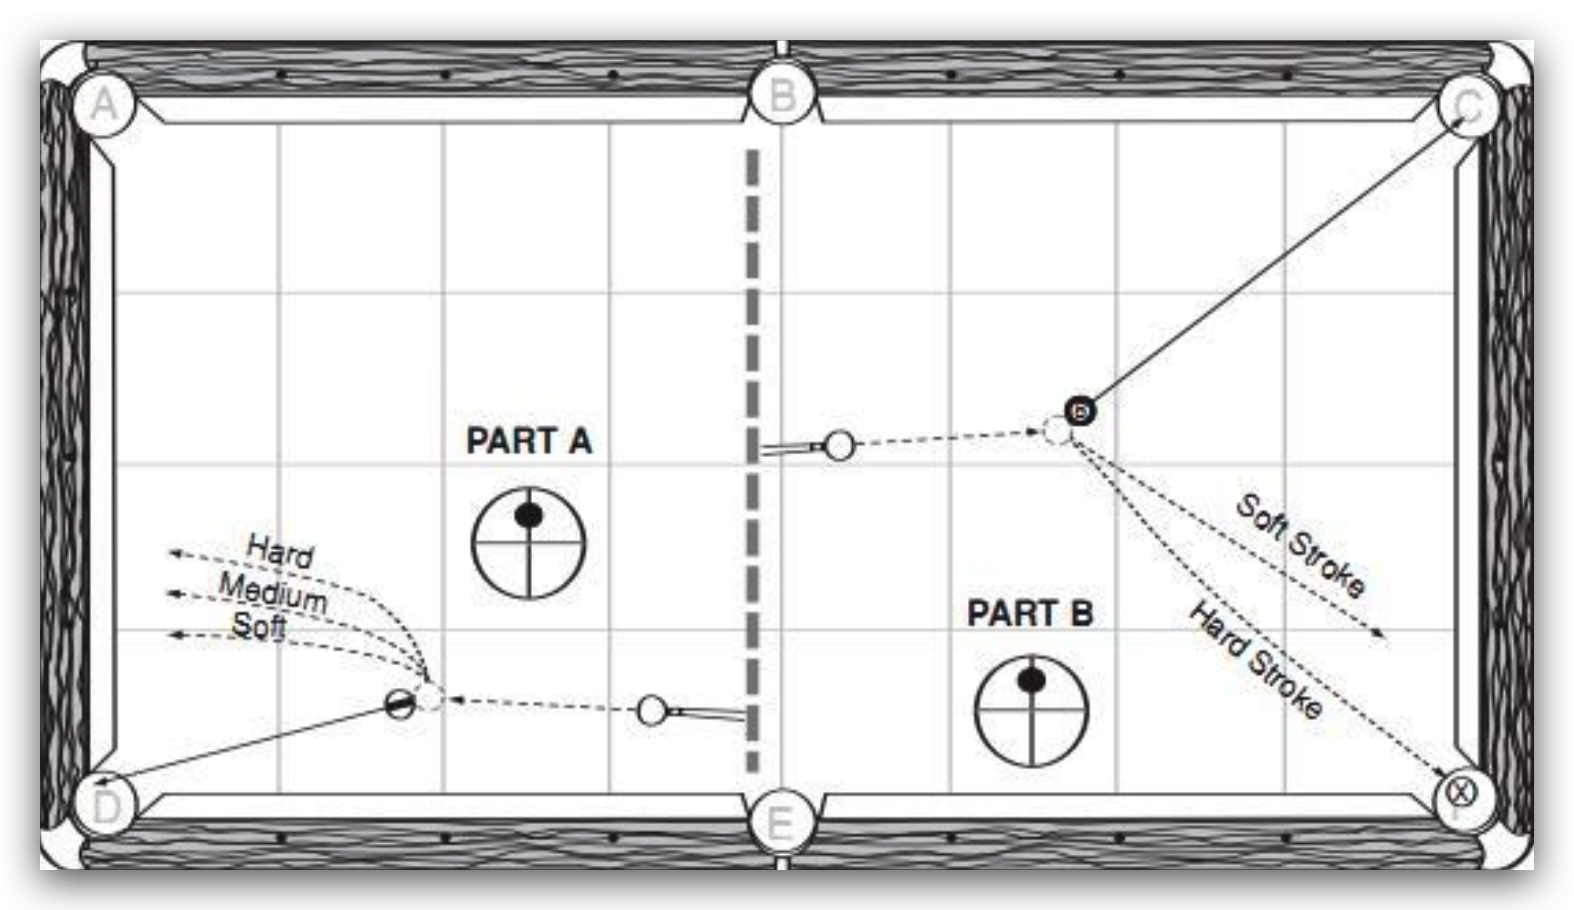 A
B
C
PART A
Hard
Medium
Soft
Soft Stroke
PART B
Hard Stroke
D
E
X